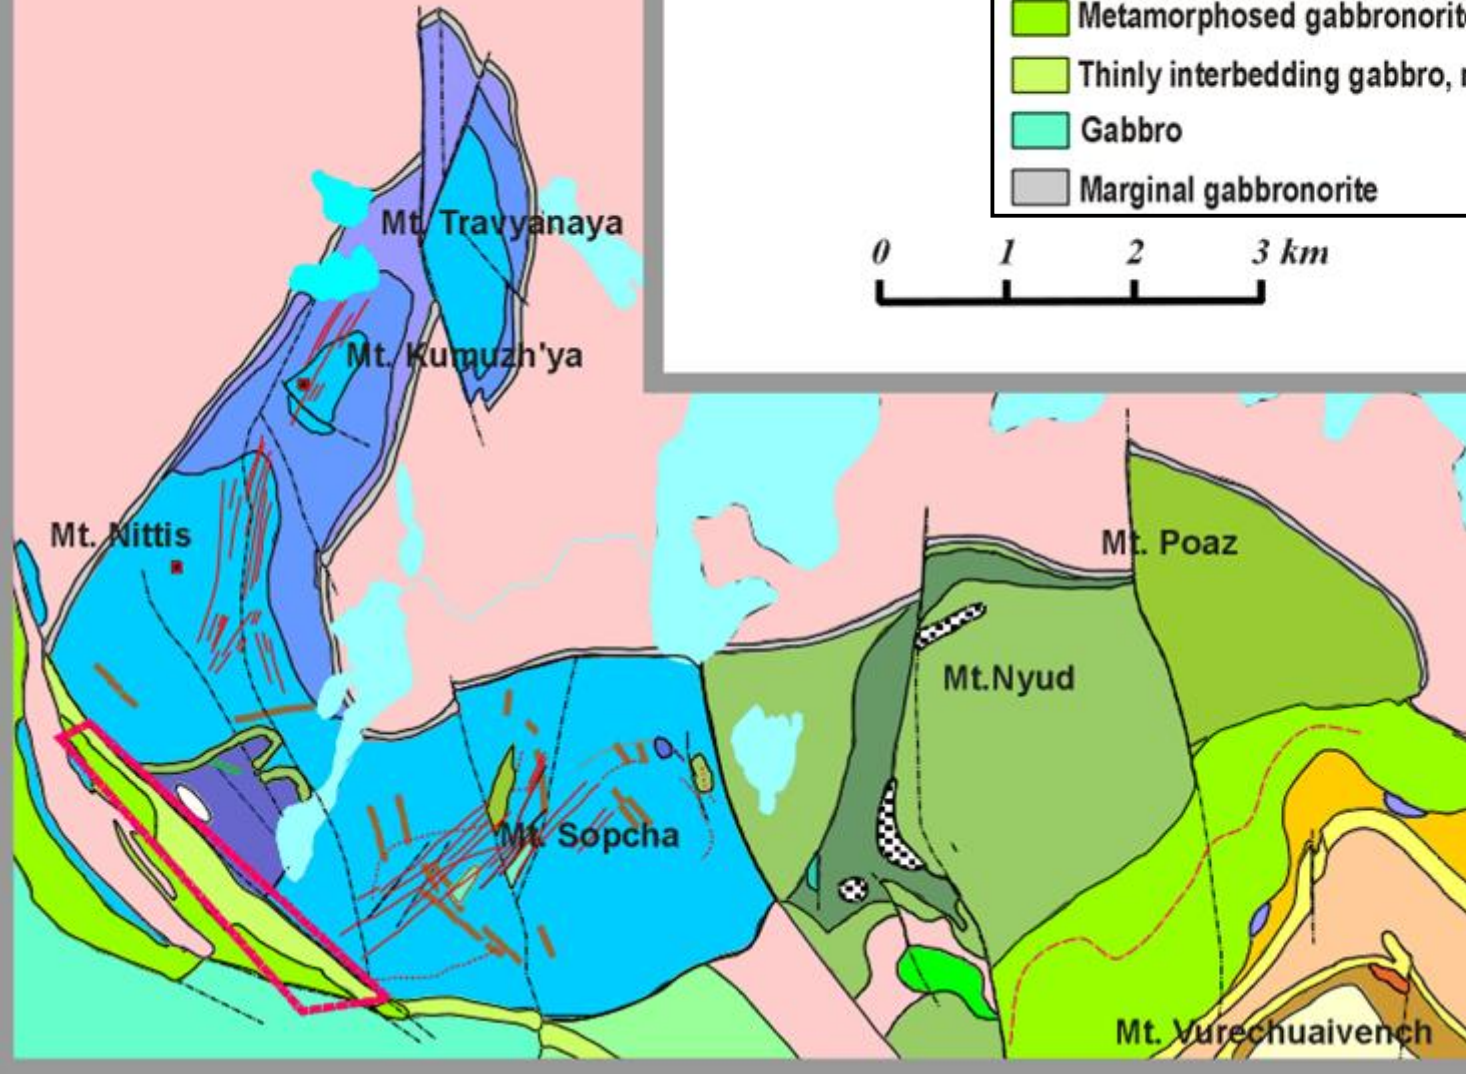 Metamorphosed gabbronorite
Thinly interbedding gabbro,
Gabbro
Marginal gabbronorite
0 1 2 3 km
Mt. Travyanaya
Mt. Kumuzh'ya
Mt. Nittis
Mt. Poaz
Mt.Nyud
Mt. Sopcha
Mt. Vurechuaivench